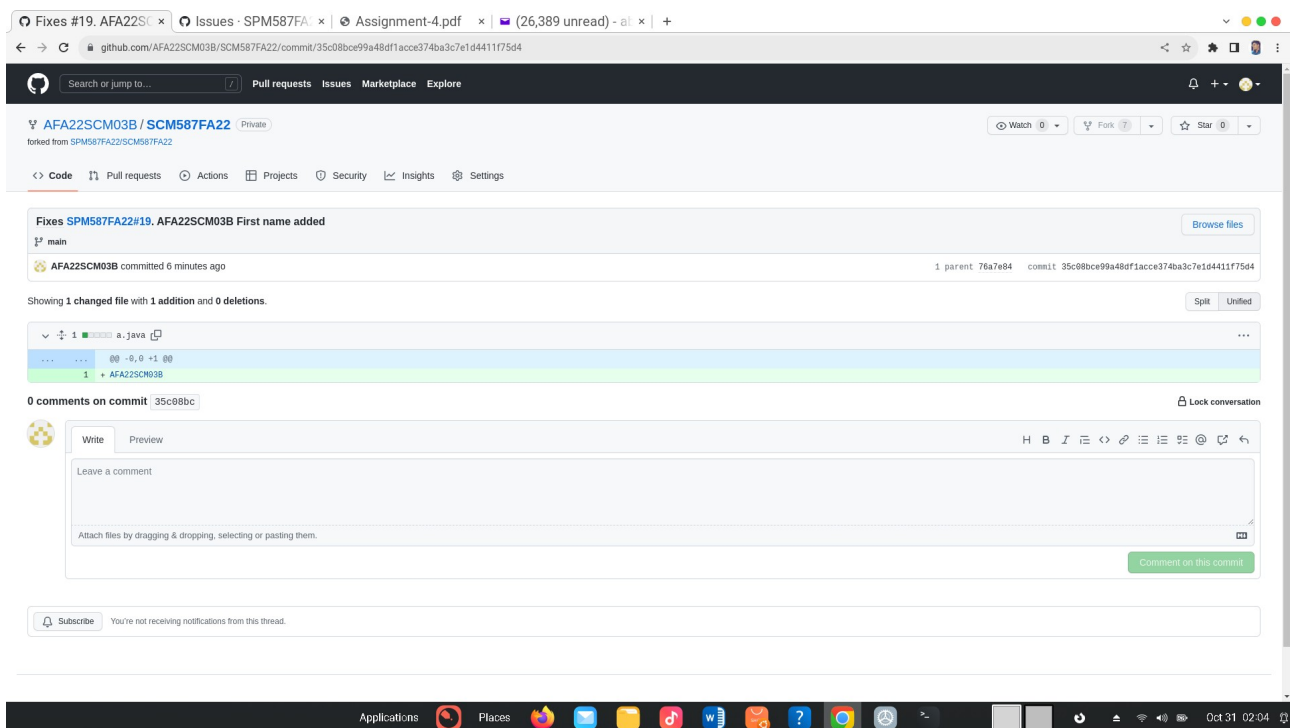 Fixes #19. AFA22SC
Issues · SPM587FA
Assignment-4.pdf
(26,389 unread) - a
github.com/AFA22SCM03B/SCM587FA22/commit/35c08bce99a48df1acce374ba3c7e1d4411f75d4
Search or jump to... /
Pull requests Issues Marketplace Explore
AFA22SCM03B / SCM587FA22 Private
Watch 0 Fork 7 Star 0
forked from SPM587FA22/SCM587FA22
<> Code Pull requests Actions Projects Security Insights Settings
Fixes SPM587FA22#19. AFA22SCM03B First name added
Browse files
main
AFA22SCM03B committed 6 minutes ago
1 parent 76a7e84 commit 35c08bce99a48df1acce374ba3c7e1d4411f75d4
Showing 1 changed file with 1 addition and 0 deletions.
Split Unified
1 a.java ...
... ... @@ -0,0 +1 @@
1 + AFA22SCM03B
0 comments on commit 35c08bc
Lock conversation
Write Preview
H B I <> @
Leave a comment
Attach files by dragging & dropping, selecting or pasting them.
Comment on this commit
Subscribe You're not receiving notifications from this thread.
Applications Places W ? >_ Oct 31 02:04